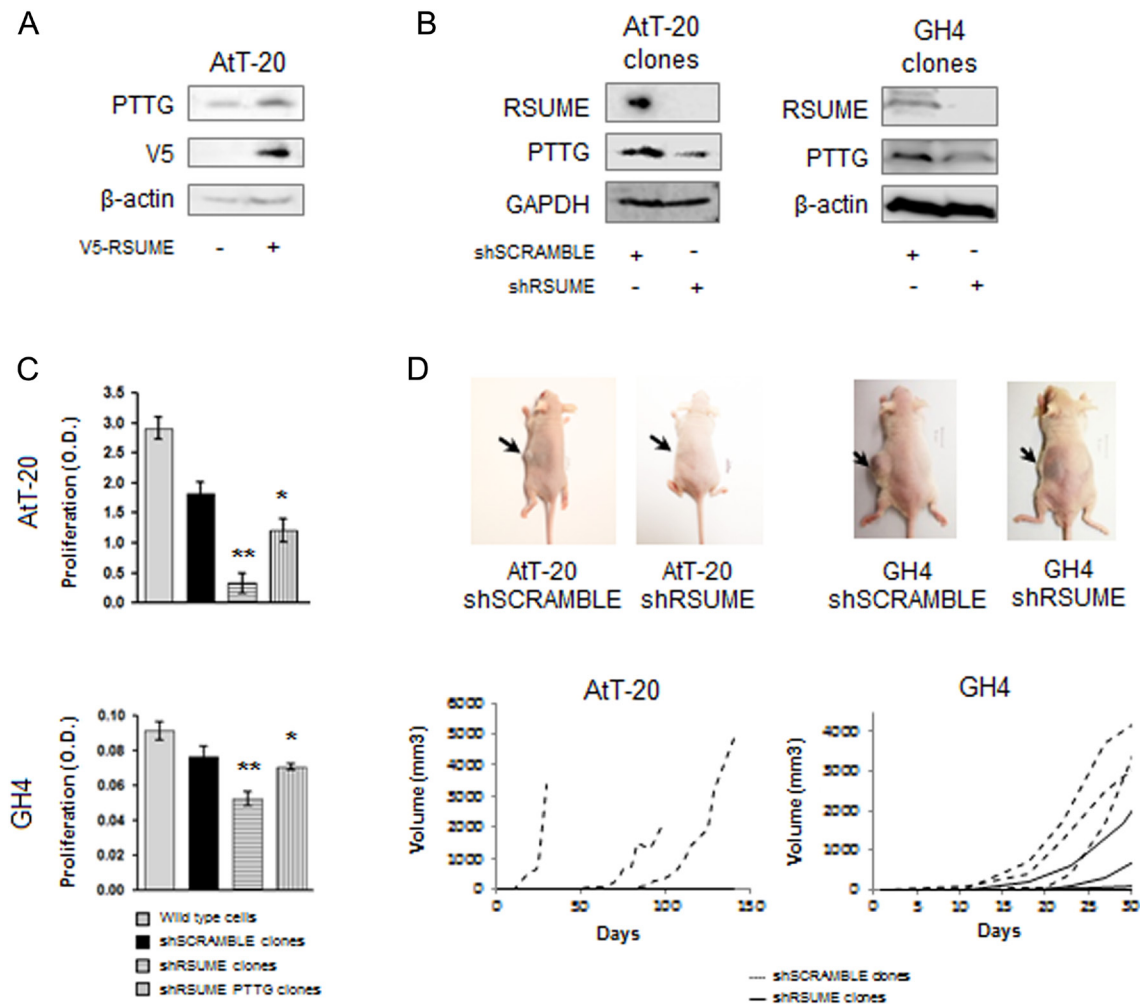 A
AtT-20
PTTG
V5
β-actin
V5-RSUME - +
B
AtT-20
clones
RSUME
PTTG
GAPDH
shSCRAMBLE + -
shRSUME - +
GH4
clones
RSUME
PTTG
β-actin
+ -
- +
C
AtT-20
Proliferation (O.D.)
3.5
3.0
2.5
2.0
1.5
1.0
0.5
0.0
**
*
GH4
Proliferation (O.D.)
0.10
0.08
0.06
0.04
0.02
0.00
**
*
Wild type cells
shSCRAMBLE clones
shRSUME clones
shRSUME PTTG clones
D
AtT-20
shSCRAMBLE
AtT-20
shRSUME
GH4
shSCRAMBLE
GH4
shRSUME
AtT-20
Volume (mm3)
6000
5000
4000
3000
2000
1000
0
0 50 100 150
Days
GH4
Volume (mm3)
4000
3000
2000
1000
0
0 5 10 15 20 25 30
Days
shSCRAMBLE clones
shRSUME clones